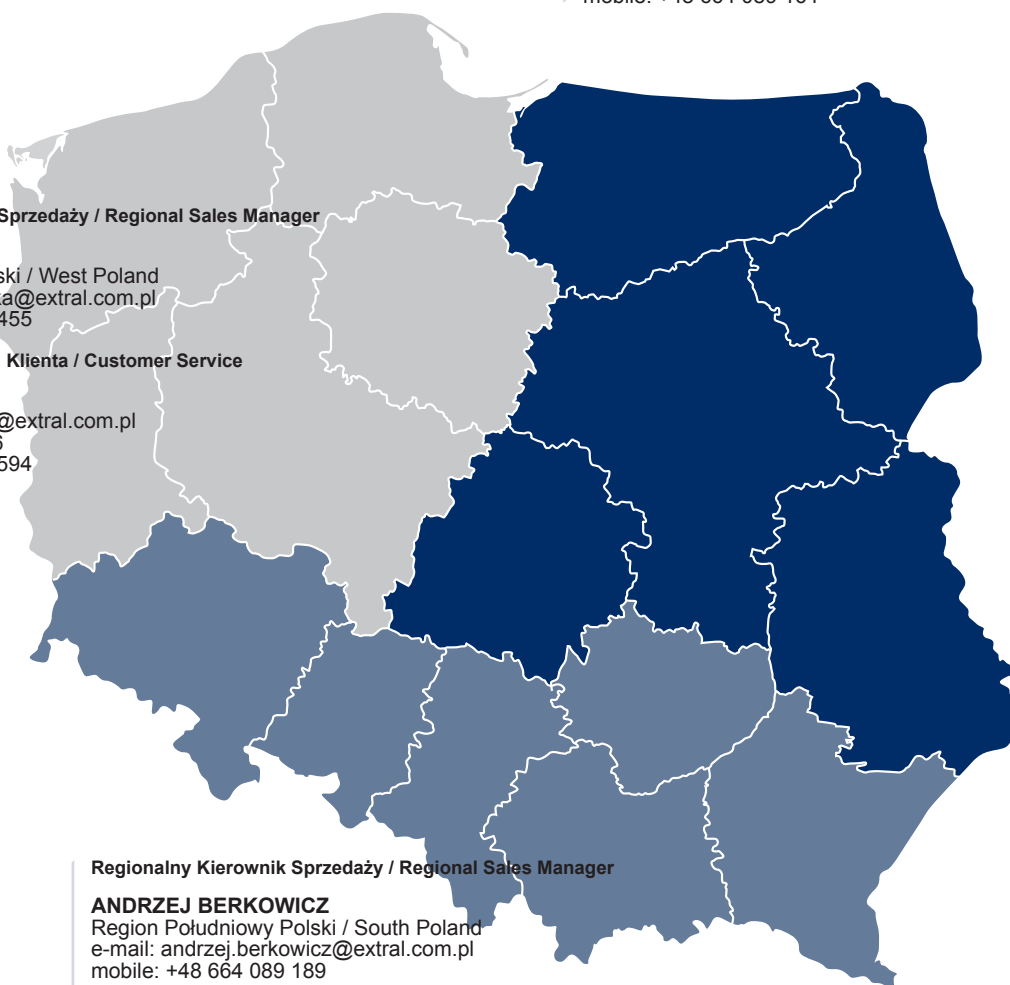 Sprzedaży / Regional Sales Manager
ski / West Poland
ka@extral.com.pl
455
Klienta / Customer Service
@extral.com.pl
594
Regionalny Kierownik Sprzedaży / Regional Sales Manager
ANDRZEJ BERKOWICZ
Region Południowy Polski / South Poland
e-mail: andrzej.berkowicz@extral.com.pl
mobile: +48 664 089 189